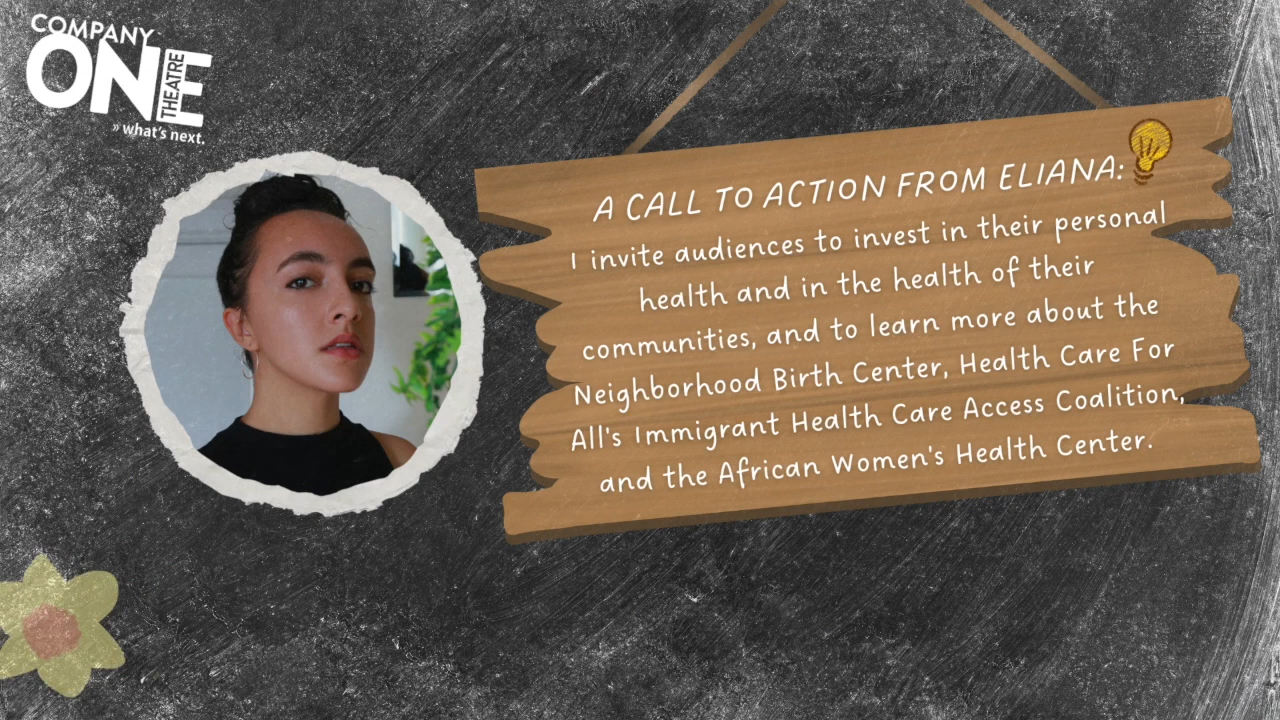 COMPANY
ONE
THEATRE
» what's next.
A CALL TO ACTION FROM ELIANA:
I invite audiences to invest in their personal
health and in the health of their
communities, and to learn more about the
Neighborhood Birth Center, Health Care For
All's Immigrant Health Care Access Coalition,
and the African Women's Health Center.